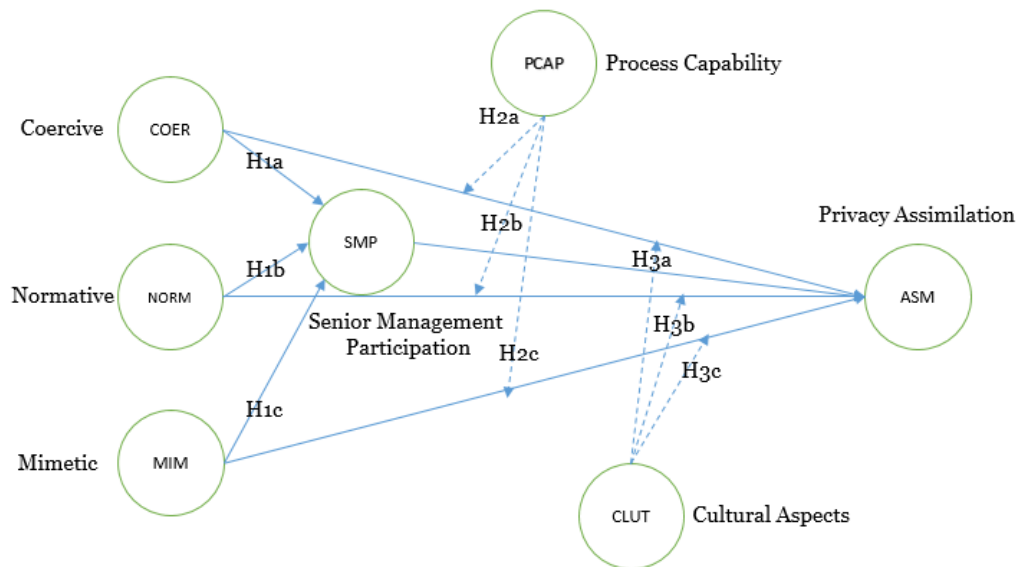 PCAP
Process Capability
Coercive
COER
H2a
H1a
Privacy Assimilation
H2b
SMP
H3a
H1b
Normative
NORM
ASM
Senior Management
Participation
H3b
H2c
H3c
H1c
Mimetic
MIM
CLUT
Cultural Aspects